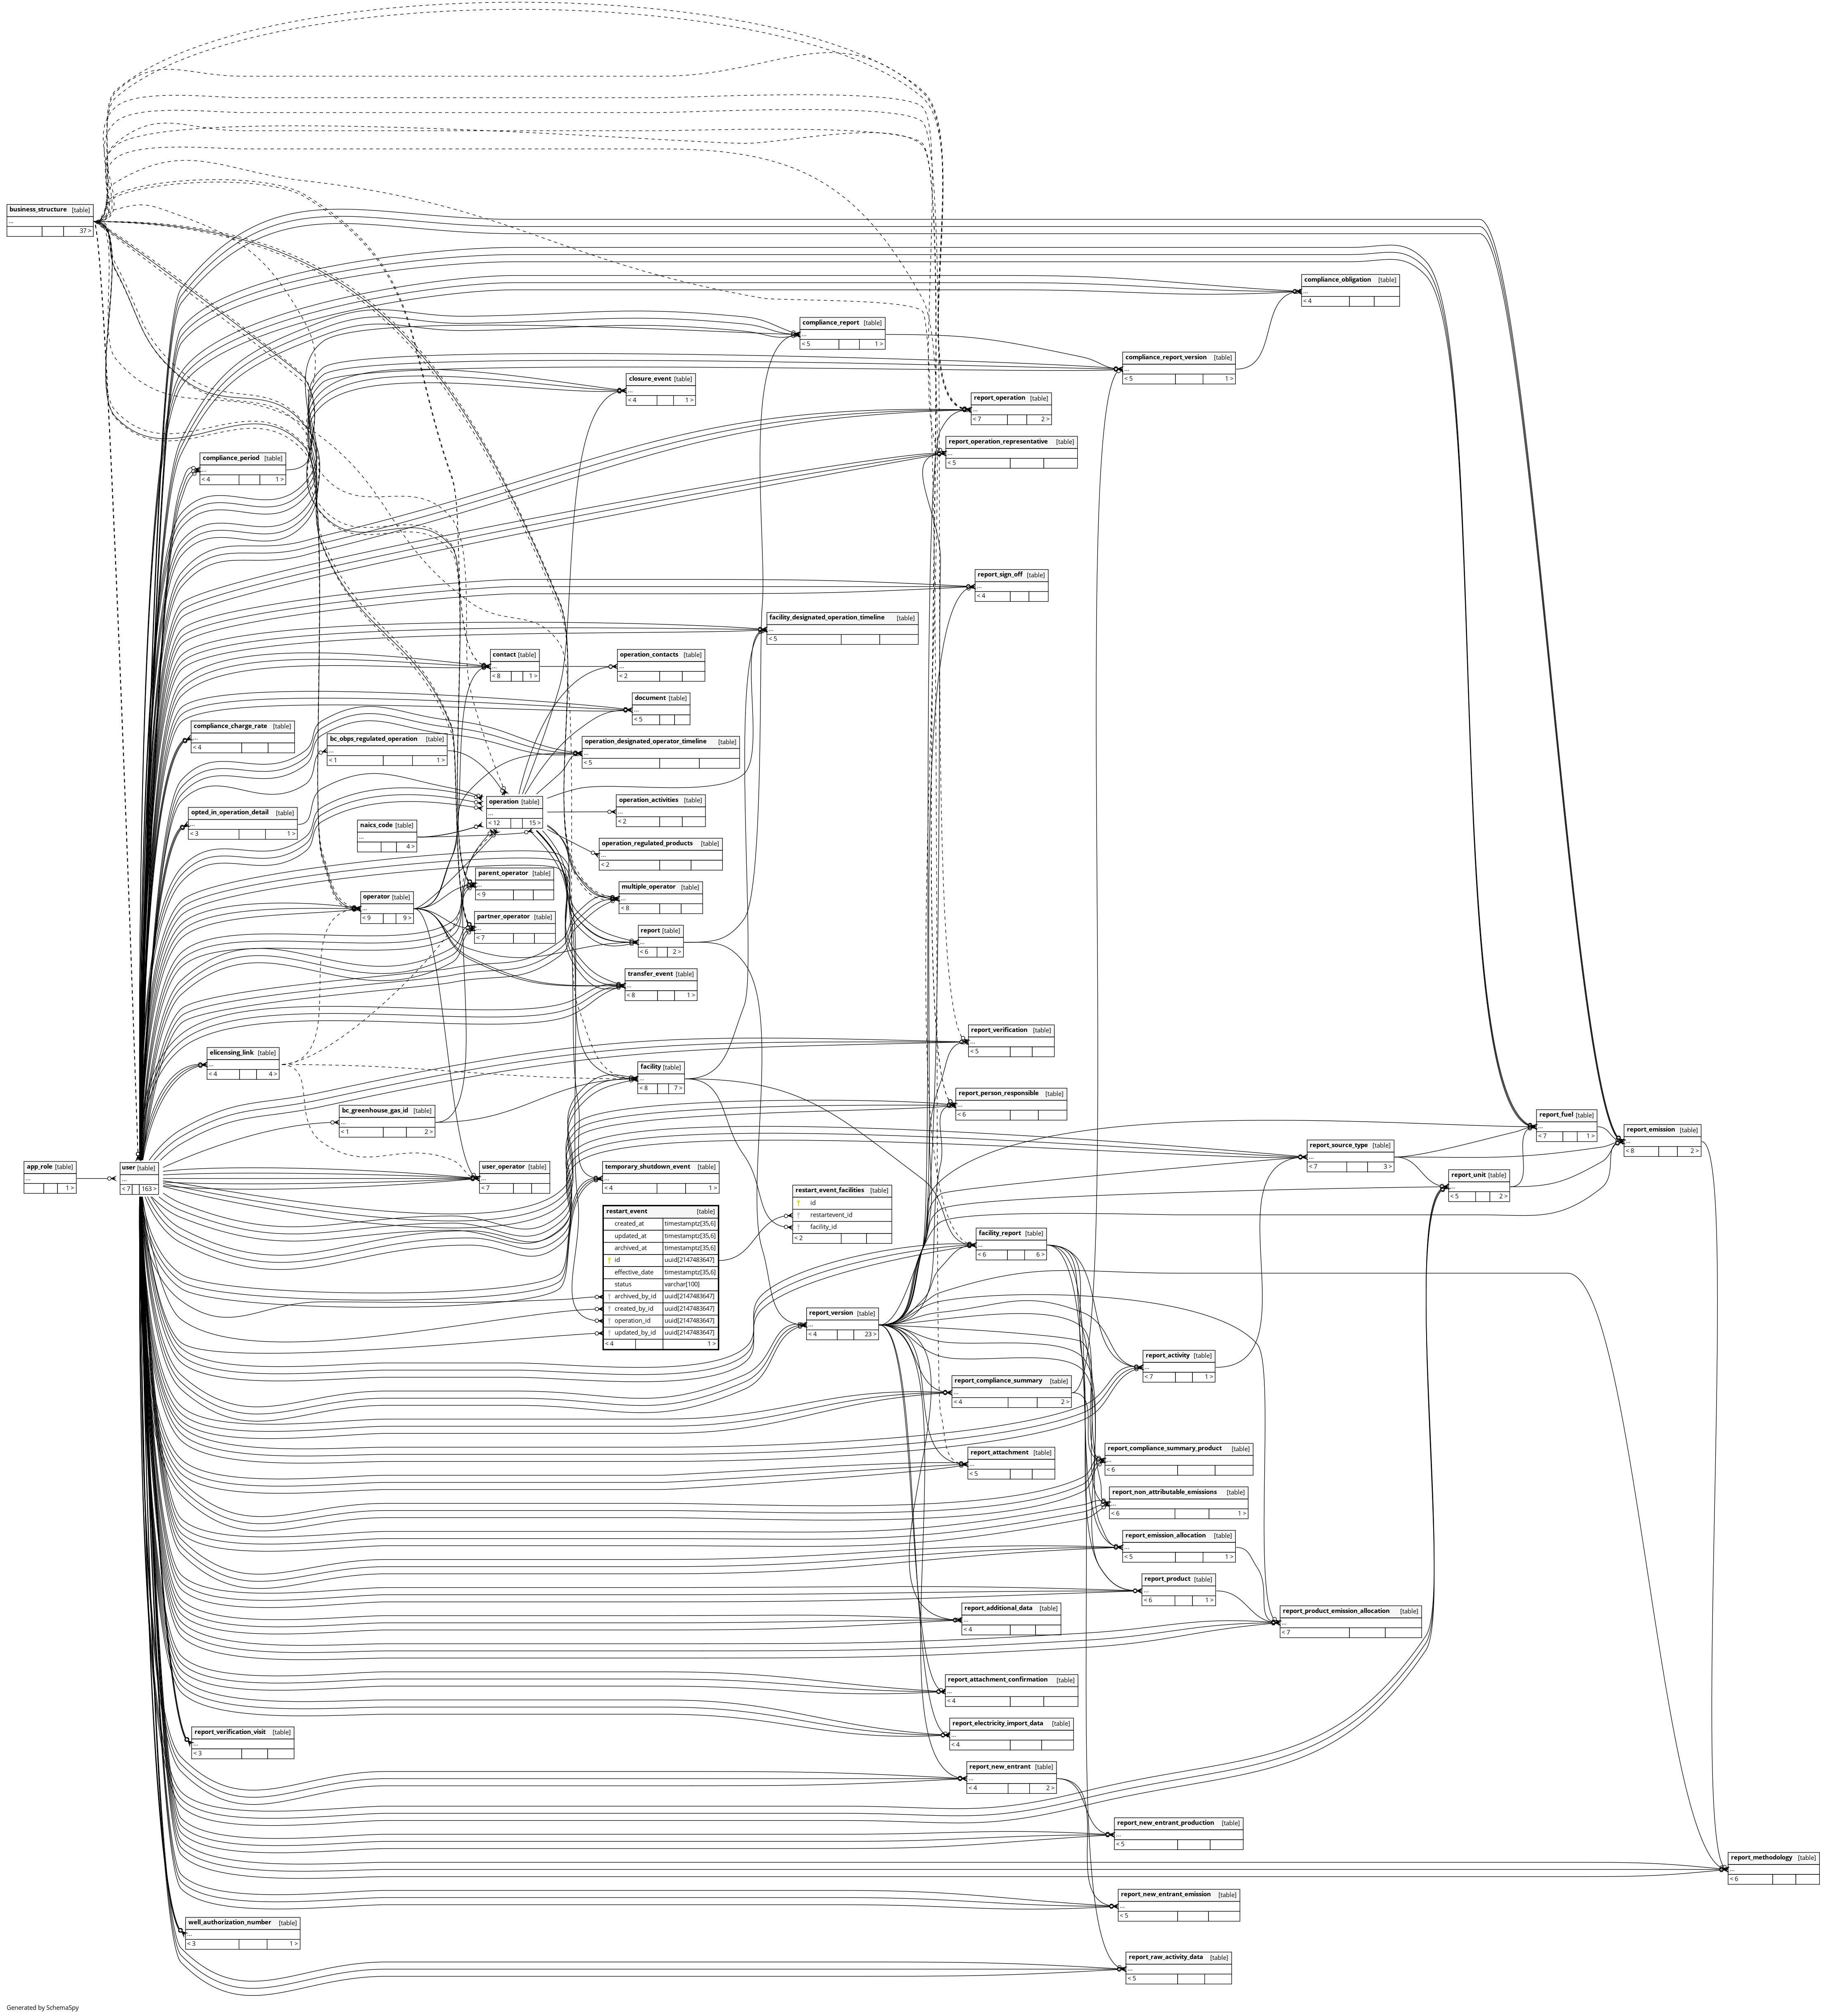 business_structure [table]
...
37 >
compliance_obligation [table]
...
< 4
compliance_report [table]
...
< 5 1 >
compliance_report_version [table]
...
< 5 1 >
closure_event [table]
...
< 4 1 >
report_operation [table]
...
< 7 2 >
report_operation_representative [table]
...
< 5
compliance_period [table]
...
< 4 1 >
report_sign_off [table]
...
< 4
facility_designated_operation_timeline [table]
...
< 5
contact [table]
...
< 8 1 >
operation_contacts [table]
...
< 2
document [table]
...
< 5
compliance_charge_rate [table]
...
< 4
bc_obps_regulated_operation [table]
...
< 1 1 >
operation_designated_operator_timeline [table]
...
< 5
operation [table]
...
< 12 15 >
operation_activities [table]
...
< 2
opted_in_operation_detail [table]
...
< 3 1 >
naics_code [table]
...
4 >
operation_regulated_products [table]
...
< 2
parent_operator [table]
...
< 9
multiple_operator [table]
...
< 8
operator [table]
...
< 9 9 >
partner_operator [table]
...
< 7
report [table]
...
< 6 2 >
transfer_event [table]
...
< 8 1 >
report_verification [table]
...
< 5
elicensing_link [table]
...
< 4 4 >
facility [table]
...
< 8 7 >
report_person_responsible [table]
...
< 6
bc_greenhouse_gas_id [table]
...
< 1 2 >
report_fuel [table]
...
< 7 1 >
report_emission [table]
...
< 8 2 >
report_source_type [table]
...
< 7 3 >
app_role [table]
...
1 >
user [table]
...
< 7 163 >
user_operator [table]
...
< 7
temporary_shutdown_event [table]
...
< 4 1 >
report_unit [table]
...
< 5 2 >
restart_event_facilities [table]
id
restartevent_id
facility_id
< 2
restart_event [table]
created_at timestamptz[35,6]
updated_at timestamptz[35,6]
archived_at timestamptz[35,6]
id uuid[2147483647]
effective_date timestamptz[35,6]
status varchar[100]
archived_by_id uuid[2147483647]
created_by_id uuid[2147483647]
operation_id uuid[2147483647]
updated_by_id uuid[2147483647]
< 4 1 >
facility_report [table]
...
< 6 6 >
report_version [table]
...
< 4 23 >
report_activity [table]
...
< 7 1 >
report_compliance_summary [table]
...
< 4 2 >
report_attachment [table]
...
< 5
report_compliance_summary_product [table]
...
< 6
report_non_attributable_emissions [table]
...
< 6 1 >
report_emission_allocation [table]
...
< 5 1 >
report_product [table]
...
< 6 1 >
report_additional_data [table]
...
< 4
report_product_emission_allocation [table]
...
< 7
report_attachment_confirmation [table]
...
< 4
report_electricity_import_data [table]
...
< 4
report_verification_visit [table]
...
< 3
report_new_entrant [table]
...
< 4 2 >
report_new_entrant_production [table]
...
< 5
report_methodology [table]
...
< 6
report_new_entrant_emission [table]
...
< 5
well_authorization_number [table]
...
< 3 1 >
report_raw_activity_data [table]
...
< 5
Generated by SchemaSpy